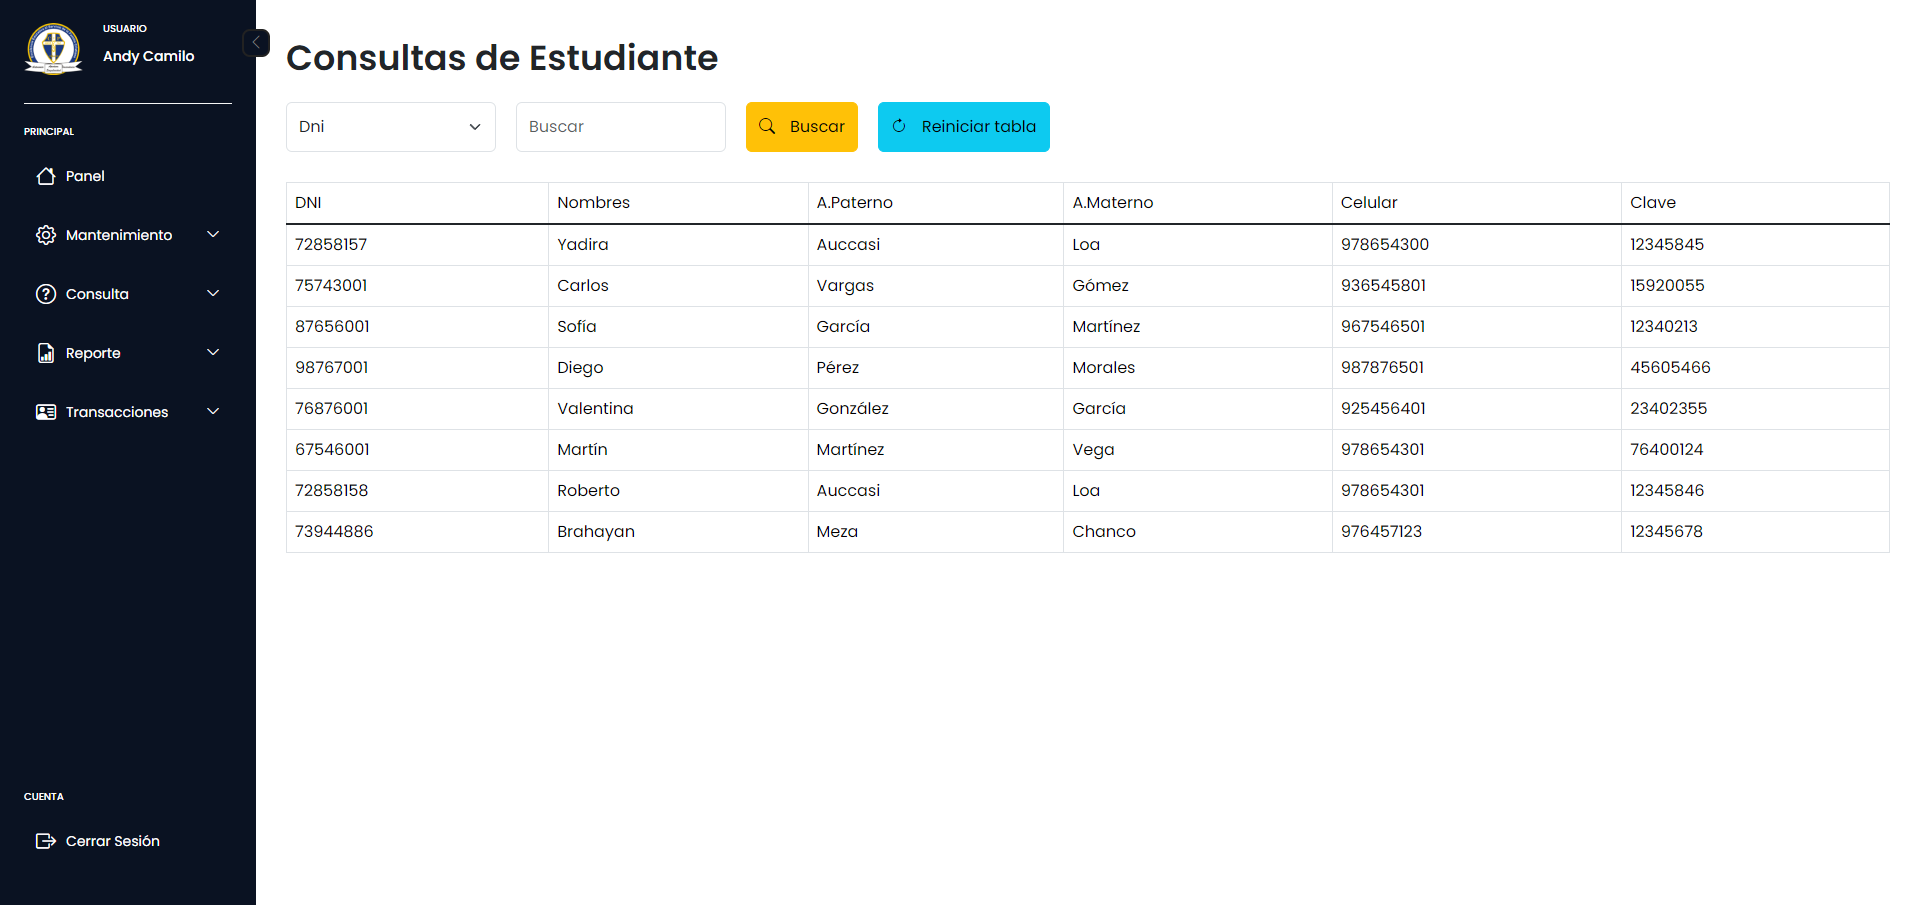 USUARIO
Andy Camilo
PRINCIPAL
Panel
Mantenimiento
Consulta
Reporte
Transacciones
CUENTA
Cerrar Sesión
Consultas de Estudiante
Dni Buscar Buscar Reiniciar tabla
DNI Nombres A.Paterno A.Materno Celular Clave
72858157 Yadira Auccasi Loa 978654300 12345845
75743001 Carlos Vargas Gómez 936545801 15920055
87656001 Sofía García Martínez 967546501 12340213
98767001 Diego Pérez Morales 987876501 45605466
76876001 Valentina González García 925456401 23402355
67546001 Martín Martínez Vega 978654301 76400124
72858158 Roberto Auccasi Loa 978654301 12345846
73944886 Brahayan Meza Chanco 976457123 12345678